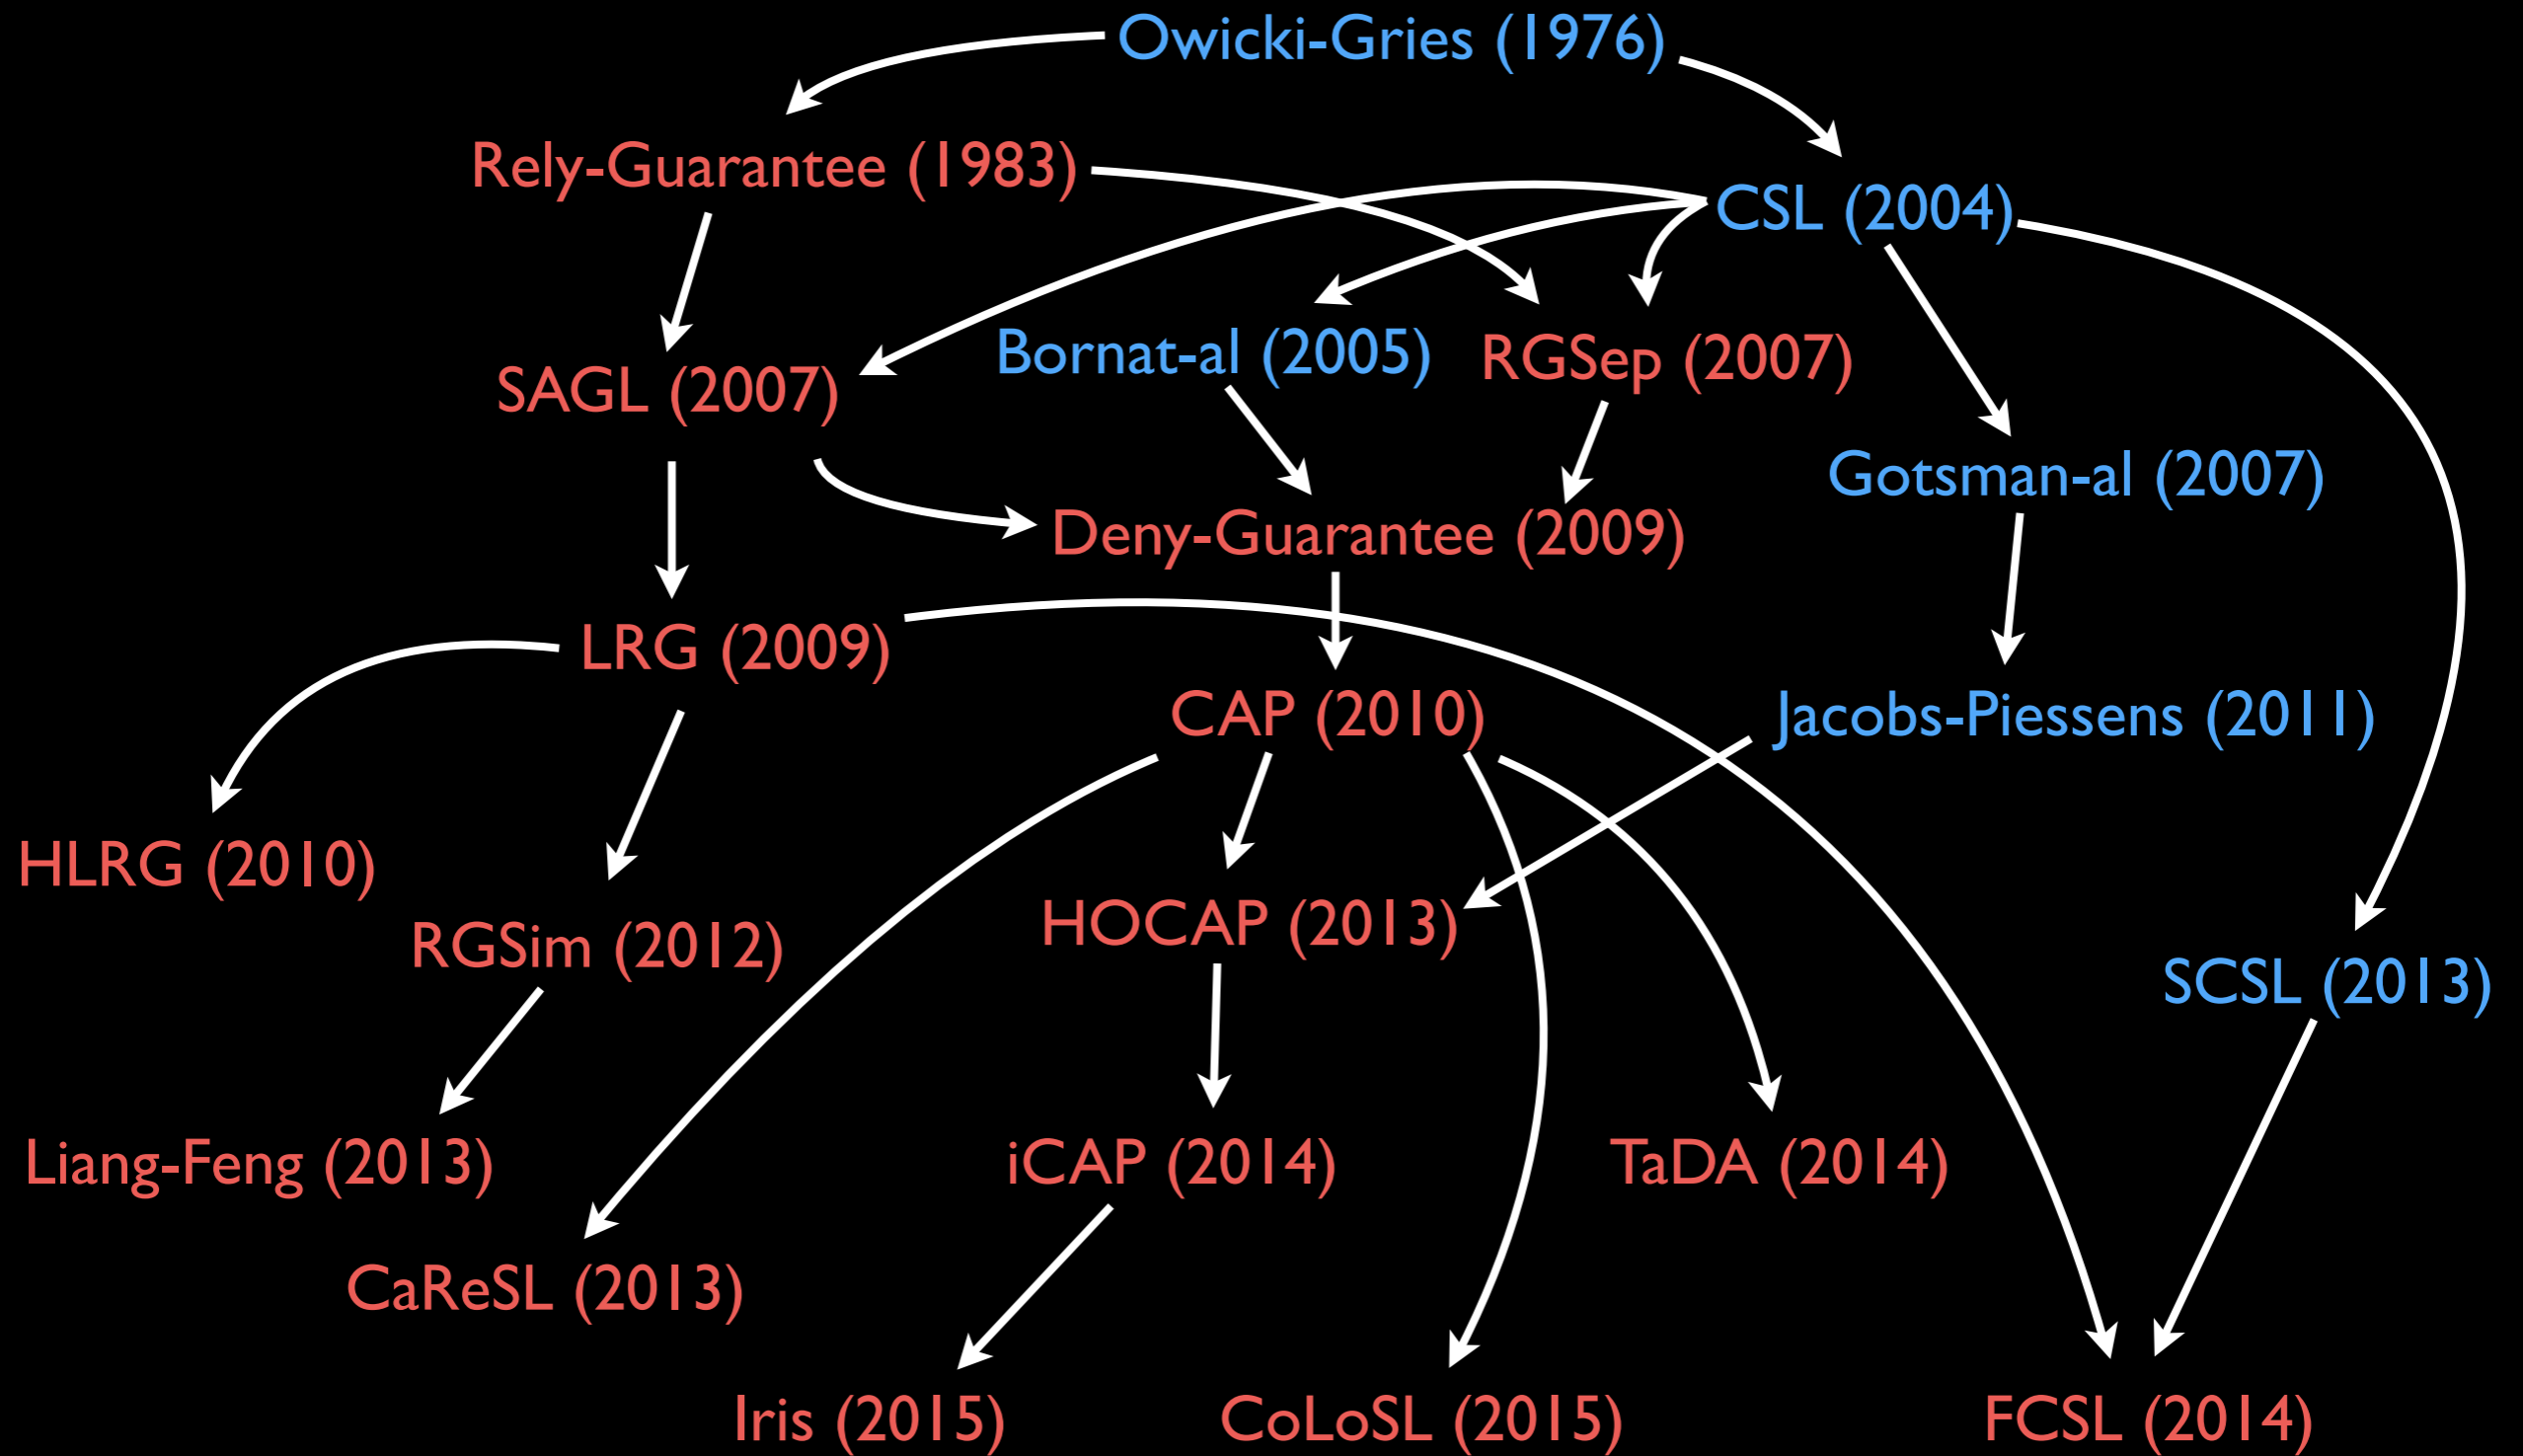 Owicki-Gries (1976)
Rely-Guarantee (1983)
CSL (2004)
Bornat-al (2005)
RGSep (2007)
SAGL (2007)
Gotsman-al (2007)
Deny-Guarantee (2009)
LRG (2009)
CAP (2010)
Jacobs-Piessens (2011)
HLRG (2010)
HOCAP (2013)
RGSim (2012)
SCSL (2013)
Liang-Feng (2013)
iCAP (2014)
TaDA (2014)
CaReSL (2013)
Iris (2015)
CoLoSL (2015)
FCSL (2014)